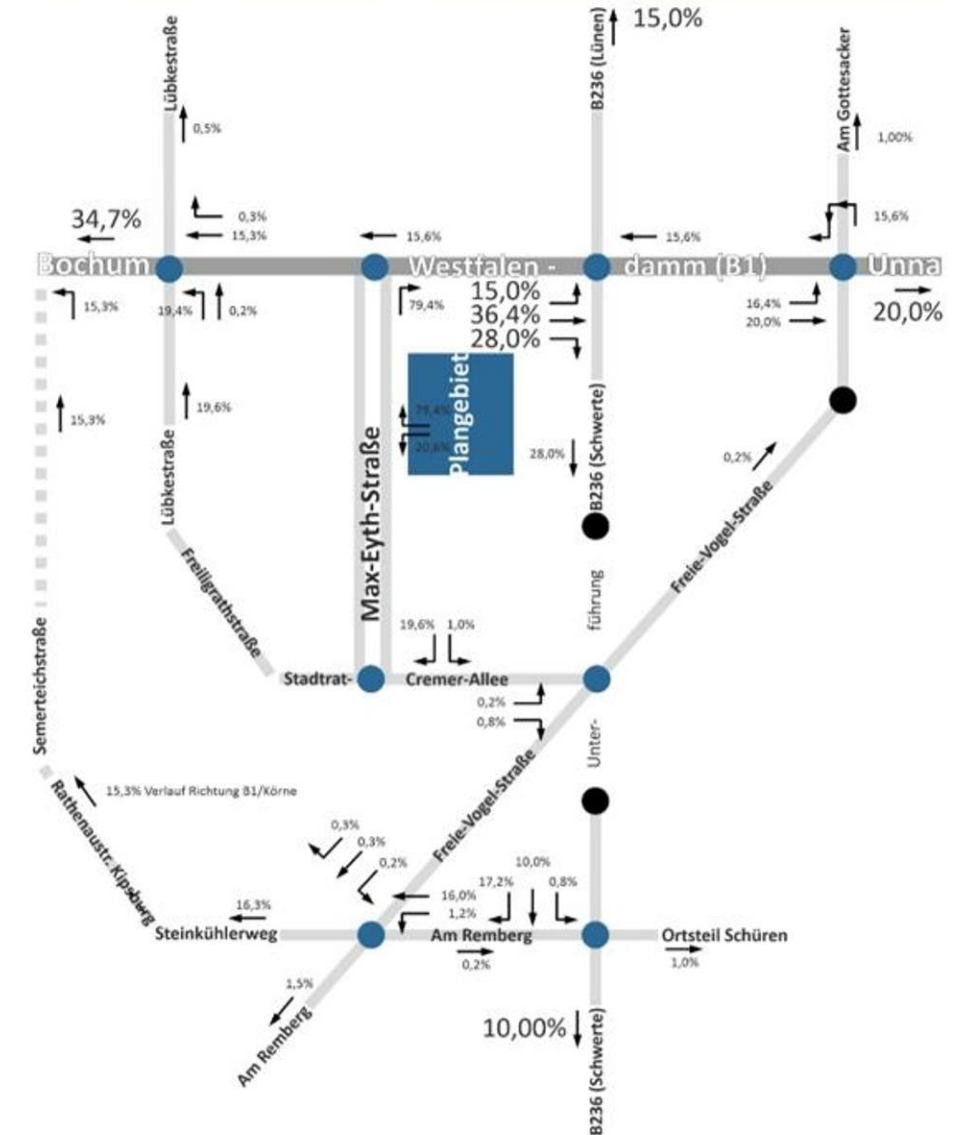 Lübkestraße
0,5%
B236 (Lünen)
15,0%
Am Gottesacker
1,00%
34,7%
0,3%
15,3%
15,6%
15,6%
15,6%
Bochum
Westfalen -
damm (B1)
Unna
15,3%
19,4%
0,2%
79,4%
15,0%
36,4%
28,0%
16,4%
20,0%
20,0%
15,3%
19,6%
Lübkestraße
Max-Eyth-Straße
79,4%
20,6%
Plangebiet
28,0%
B236 (Schwerte)
0,2%
Freie-Vogel-Straße
Freiligrathstraße
führung
19,6%
1,0%
Stadtrat-
Cremer-Allee
0,2%
0,8%
Unter-
Semerteichstraße
Rathenaustr. Kipsburg
15,3% Verlauf Richtung B1/Körne
Freie-Vogel-Straße
0,3%
0,3%
0,2%
16,0%
1,2%
17,2%
10,0%
0,8%
16,3%
Steinkühlerweg
Am Remberg
0,2%
Ortsteil Schüren
1,0%
1,5%
Am Remberg
10,00%
B236 (Schwerte)